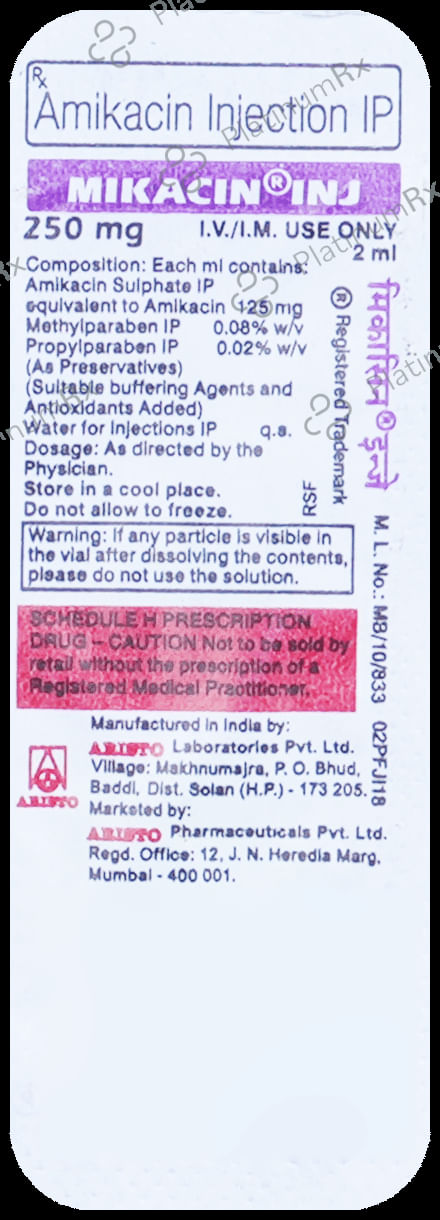 Rx
Amikacin Injection IP
MIKACIN® INJ
250 mg I.V./I.M. USE ONLY
2 ml
Composition: Each ml contains:
Amikacin Sulphate IP
equivalent to Amikacin 125 mg
Methylparaben IP 0.08% w/v
Propylparaben IP 0.02% w/v
(As Preservatives)
(Suitable buffering Agents and
Antioxidants Added)
Water for Injections IP q.s.
Dosage: As directed by the
Physician.
Store in a cool place.
Do not allow to freeze.
RSF
® Registered Trademark
मिकासिन® इन्जे
Warning: If any particle is visible in
the vial after dissolving the contents,
please do not use the solution.
SCHEDULE H PRESCRIPTION
DRUG – CAUTION Not to be sold by
retail without the prescription of a
Registered Medical Practitioner.
M. L. No.: MB/10/833 02PFJI18
Manufactured in India by:
ARISTO Laboratories Pvt. Ltd.
Village: Makhnumajra, P. O. Bhud,
Baddi, Dist. Solan (H.P.) - 173 205.
ARISTO
Marketed by:
ARISTO Pharmaceuticals Pvt. Ltd.
Regd. Office: 12, J. N. Heredia Marg,
Mumbai - 400 001.
PlatinumRx
PlatinumRx